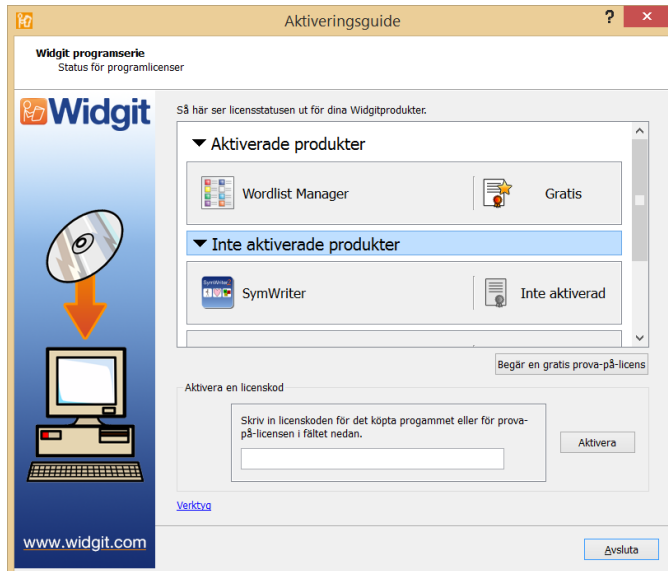 Aktiveringsguide
?
Widgit programserie
Status för programlicenser
Widgit
Så här ser licensstatusen ut för dina Widgitprodukter.
Aktiverade produkter
Wordlist Manager
Gratis
Inte aktiverade produkter
SymWriter
Inte aktiverad
Begär en gratis prova-på-licens
Aktivera en licenskod
Skriv in licenskoden för det köpta progammet eller för prova-
på-licensen i fältet nedan.
Aktivera
Verktyg
www.widgit.com
Avsluta